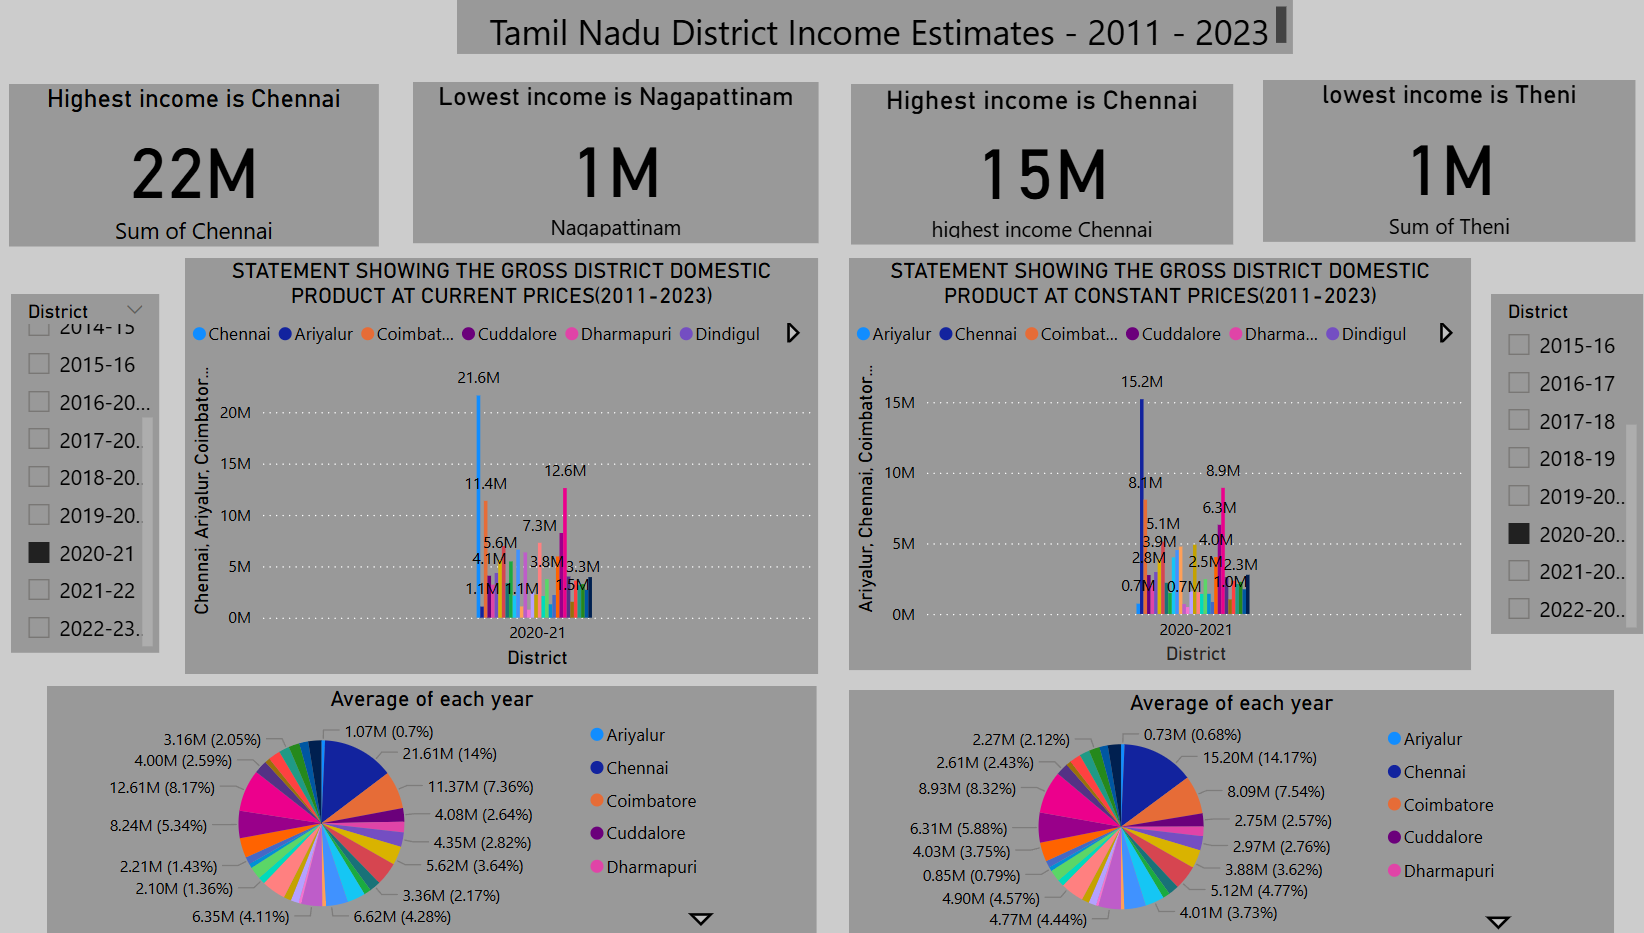 Tamil Nadu District Income Estimates - 2011 - 2023
Highest income is Chennai
22M
Sum of Chennai
Lowest income is Nagapattinam
1M
Nagapattinam
Highest income is Chennai
15M
highest income Chennai
lowest income is Theni
1M
Sum of Theni
District
2014-15
2015-16
2016-20...
2017-20..
2018-20..
2019-20..
2020-21
2021-22
2022-23..
STATEMENT SHOWING THE GROSS DISTRICT DOMESTIC
PRODUCT AT CURRENT PRICES(2011-2023)
Chennai Ariyalur Coimbat... Cuddalore Dharmapuri Dindigul
Chennai, Ariyalur, Coimbator...
20M
15M
10M
5M
0M
21.6M
11.4M
12.6M
7.3M
5.6M
4.1M
3.8M
3.3M
1.1M
1.1M
1.5M
2020-21
District
STATEMENT SHOWING THE GROSS DISTRICT DOMESTIC
PRODUCT AT CONSTANT PRICES(2011-2023)
Ariyalur Chennai Coimbat... Cuddalore Dharma... Dindigul
Ariyalur, Chennai, Coimbator...
15M
10M
5M
0M
15.2M
8.1M
8.9M
6.3M
5.1M
3.9M
4.0M
2.8M
2.5M
2.3M
0.7M
0.7M
1.0M
2020-2021
District
District
2015-16
2016-17
2017-18
2018-19
2019-20..
2020-20..
2021-20..
2022-20..
Average of each year
1.07M (0.7%)
21.61M (14%)
11.37M (7.36%)
4.08M (2.64%)
4.35M (2.82%)
5.62M (3.64%)
3.36M (2.17%)
6.62M (4.28%)
6.35M (4.11%)
2.10M (1.36%)
2.21M (1.43%)
8.24M (5.34%)
12.61M (8.17%)
4.00M (2.59%)
3.16M (2.05%)
Ariyalur
Chennai
Coimbatore
Cuddalore
Dharmapuri
Average of each year
0.73M (0.68%)
15.20M (14.17%)
8.09M (7.54%)
2.75M (2.57%)
2.97M (2.76%)
3.88M (3.62%)
5.12M (4.77%)
4.01M (3.73%)
4.77M (4.44%)
4.90M (4.57%)
0.85M (0.79%)
4.03M (3.75%)
6.31M (5.88%)
8.93M (8.32%)
2.61M (2.43%)
2.27M (2.12%)
Ariyalur
Chennai
Coimbatore
Cuddalore
Dharmapuri